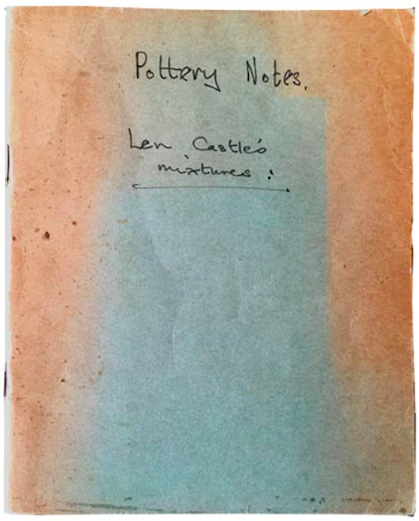 Pottery Notes.
Len Castle's
mixtures :